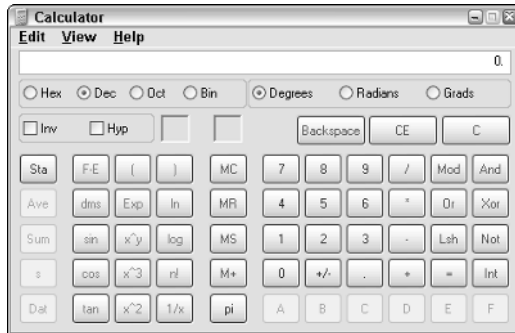 Calculator
Edit View Help
0.
Hex Dec Oct Bin Degrees Radians Grads
Inv Hyp Backspace CE C
Sta F-E ( ) MC 7 8 9 / Mod And
Ave dms Exp ln MR 4 5 6 * Or Xor
Sum sin x^y log MS 1 2 3 - Lsh Not
s cos x^3 n! M+ 0 +/- . + = Int
Dat tan x^2 1/x pi A B C D E F